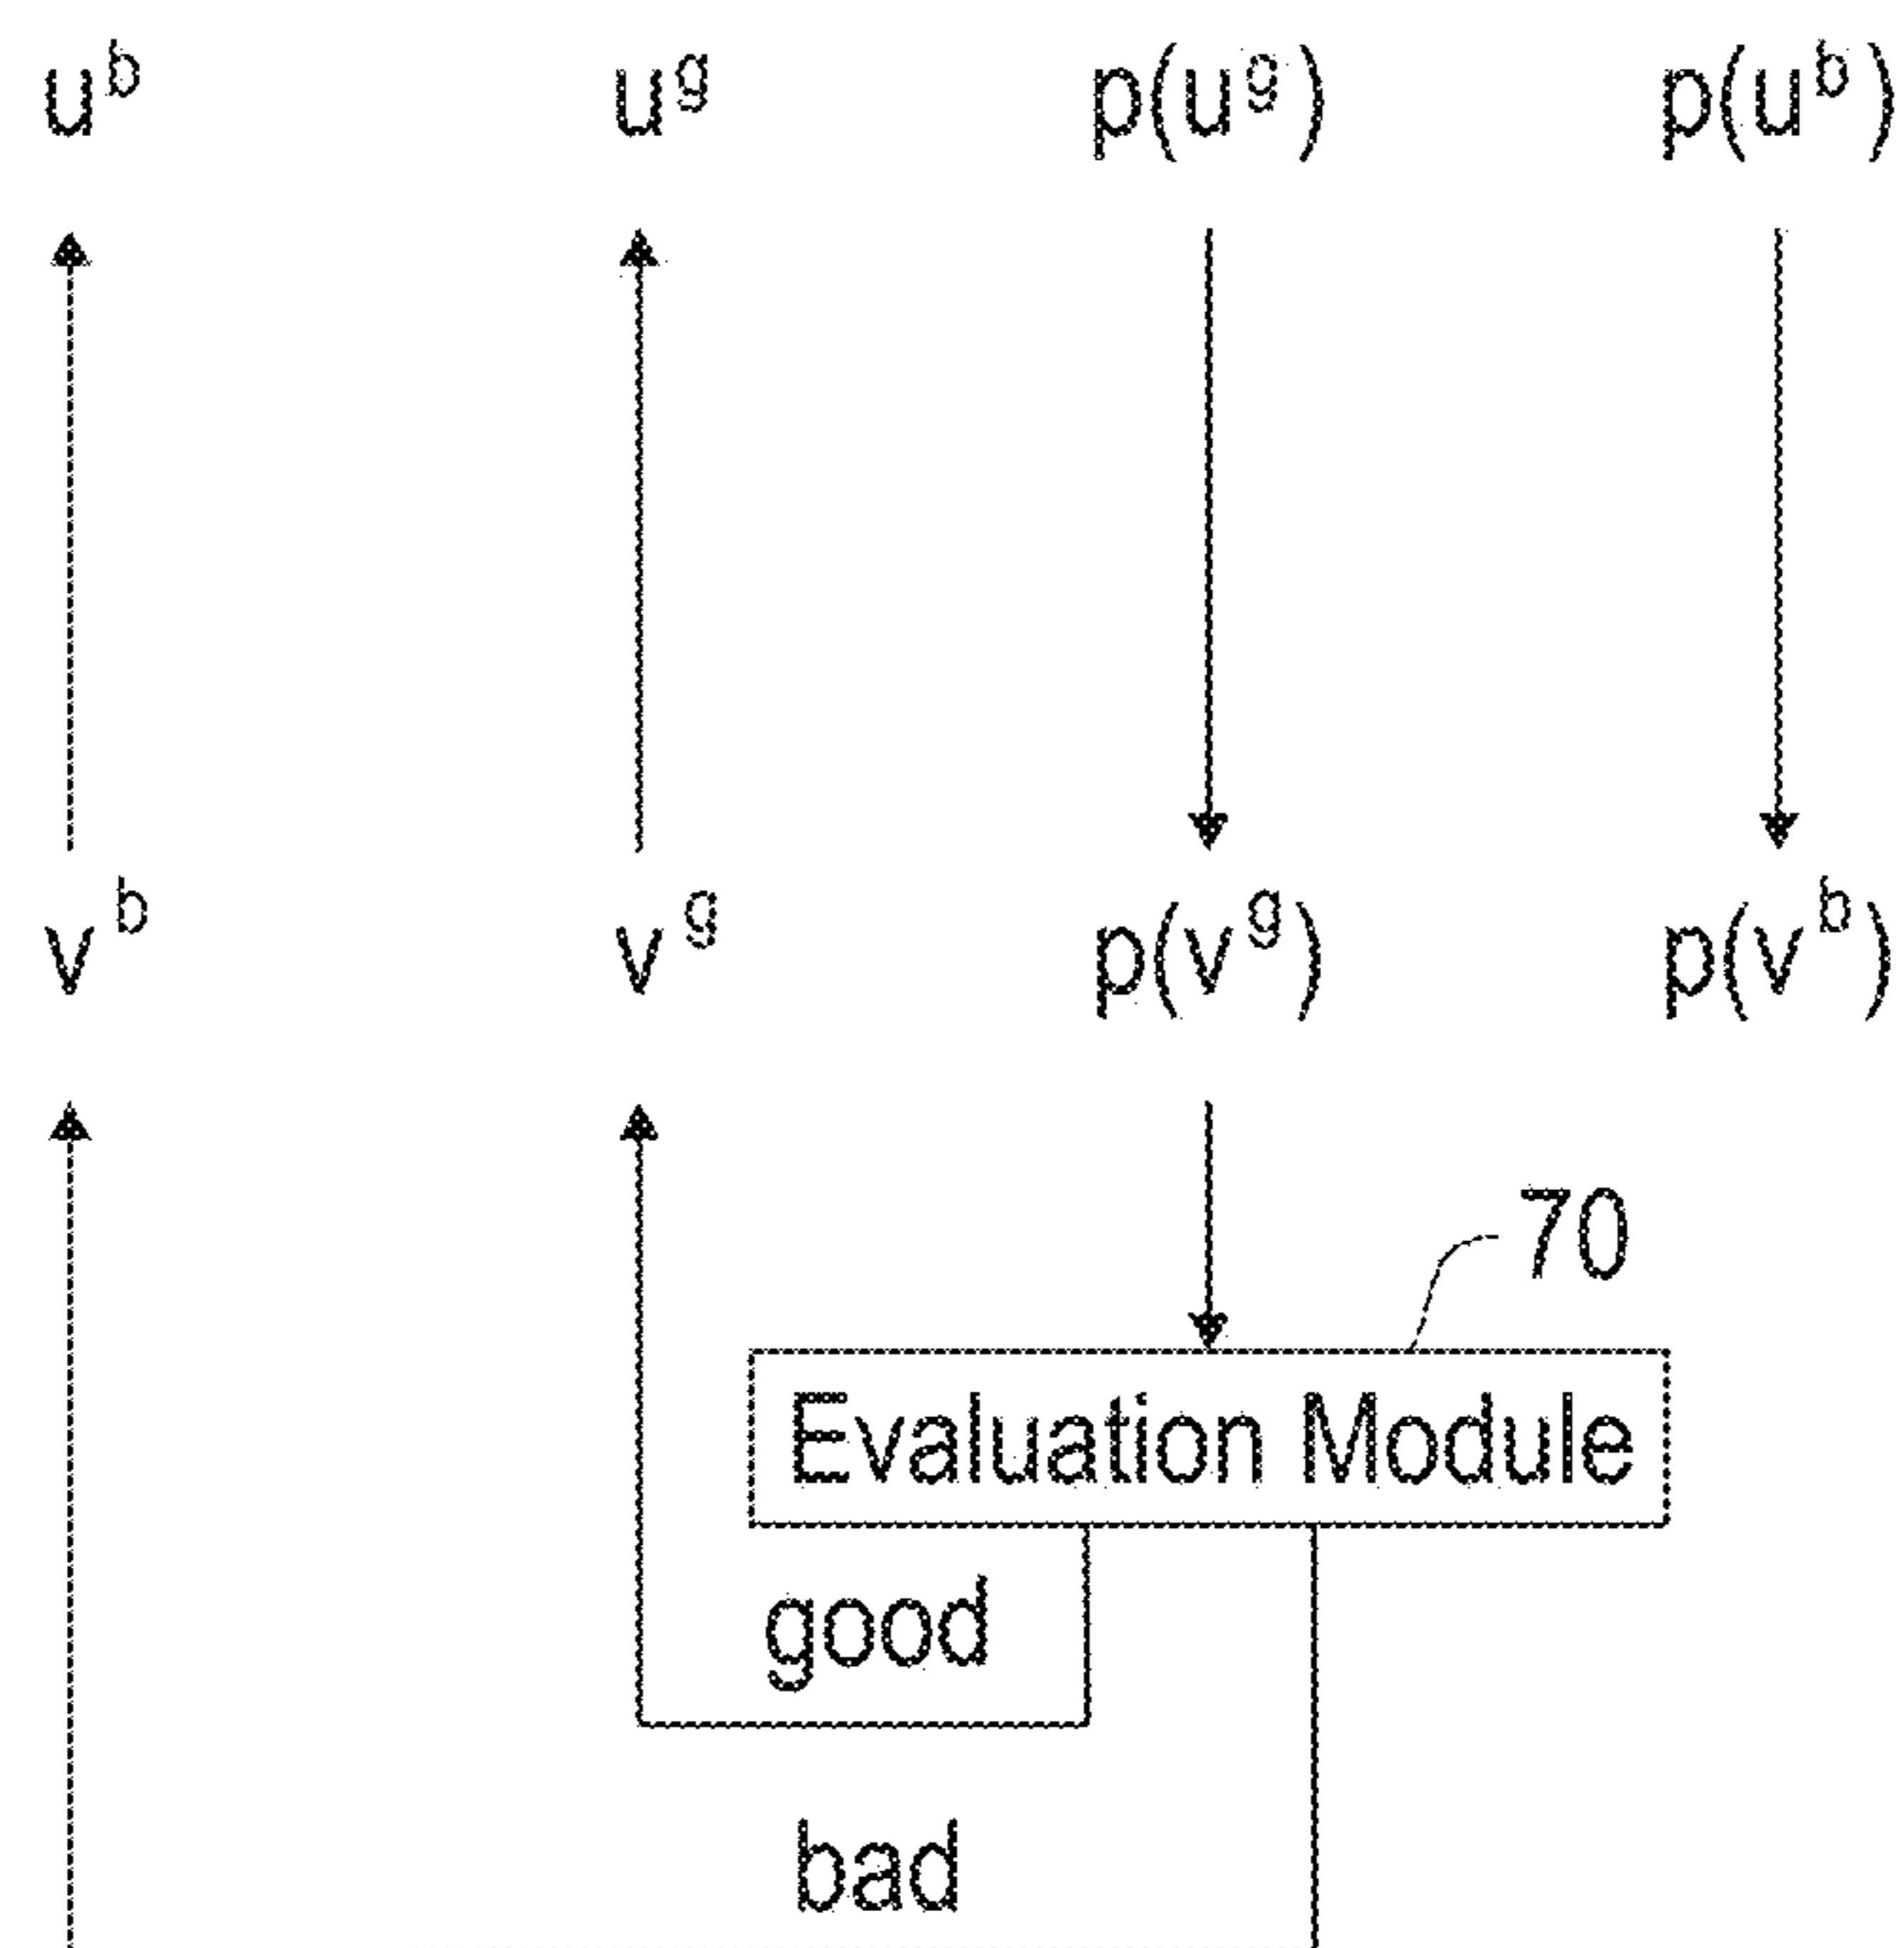 u^b u^g p(u^g) p(u^b)
v^b v^g p(v^g) p(v^b)
70
Evaluation Module
good
bad